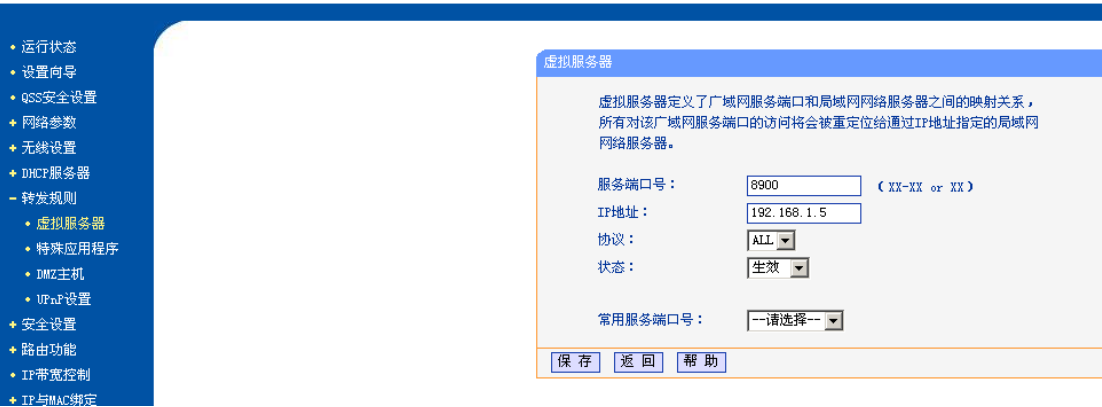 运行状态
设置向导
QSS安全设置
网络参数
无线设置
DHCP服务器
转发规则
虚拟服务器
特殊应用程序
DMZ主机
UPnP设置
安全设置
路由功能
IP带宽控制
IP与MAC绑定
虚拟服务器
虚拟服务器定义了广域网服务端口和局域网网络服务器之间的映射关系，
所有对该广域网服务端口的访问将会被重定位给通过IP地址指定的局域网
网络服务器。
服务端口号： 8900 （XX-XX or XX）
IP地址： 192.168.1.5
协议： ALL
状态： 生效
常用服务端口号： --请选择--
保 存 返 回 帮 助